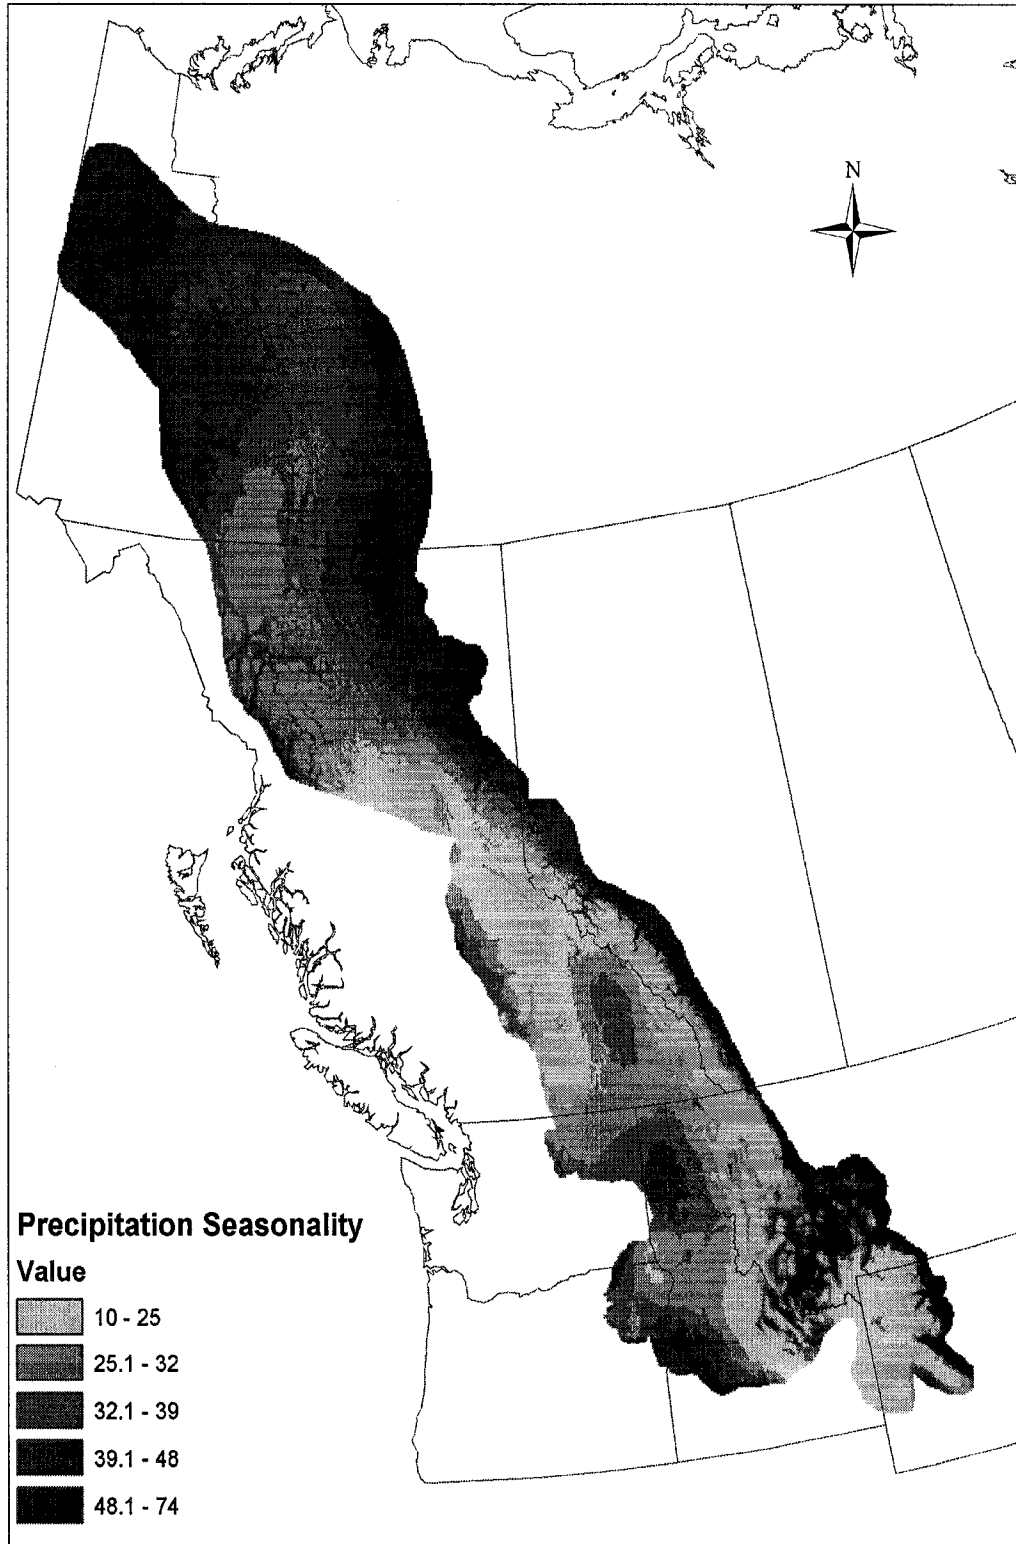 N
Precipitation Seasonality
Value
10 - 25
25.1 - 32
32.1 - 39
39.1 - 48
48.1 - 74